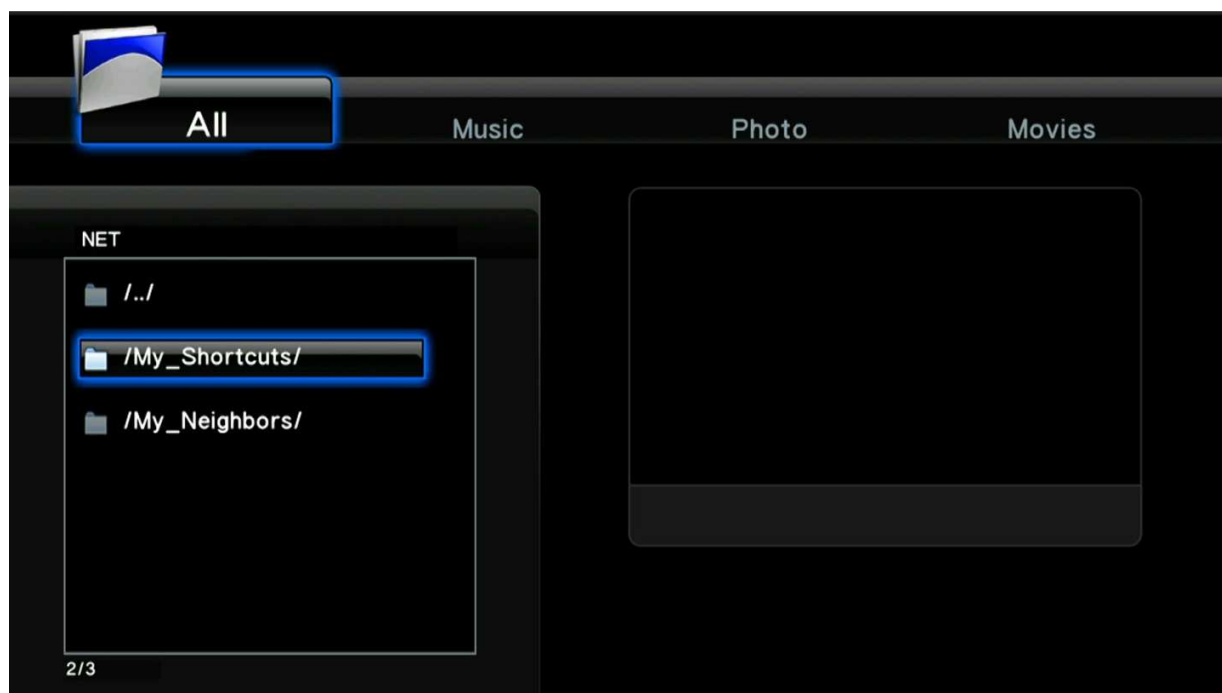 All Music Photo Movies
NET
/../
/My_Shortcuts/
/My_Neighbors/
2/3